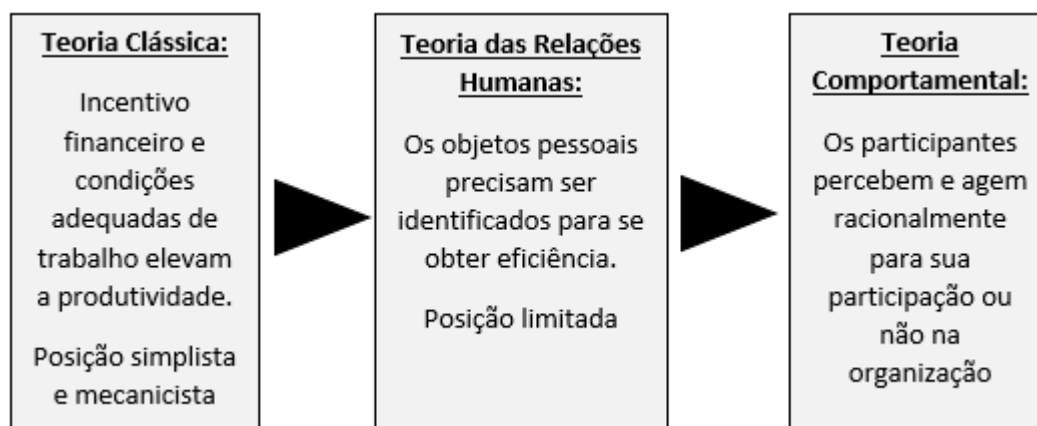 Teoria Clássica:
Incentivo
financeiro e
condições
adequadas de
trabalho elevam
a produtividade.
Posição simplista
e mecanicista
Teoria das Relações
Humanas:
Os objetos pessoais
precisam ser
identificados para se
obter eficiência.
Posição limitada
Teoria
Comportamental:
Os participantes
percebem e agem
racionalmente
para sua
participação ou
não na
organização